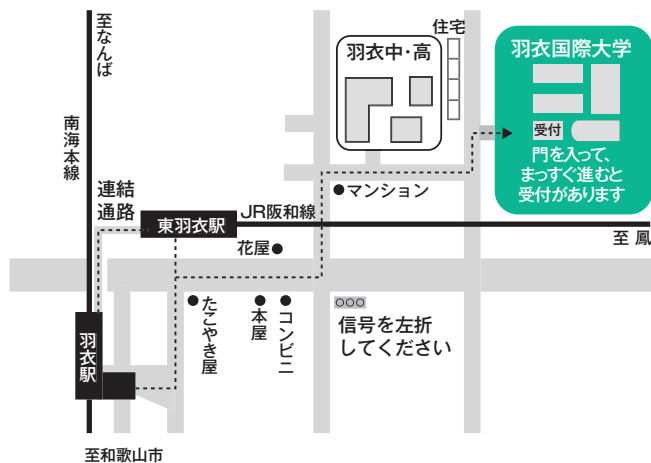 至なんば
南海本線
連結
通路
東羽衣駅
JR阪和線
至 鳳
羽衣中・高
住宅
羽衣国際大学
受付
門を入って、
まっすぐ進むと
受付があります
マンション
花屋
たこやき屋
本屋
コンビニ
信号を左折
してください
羽衣駅
至和歌山市